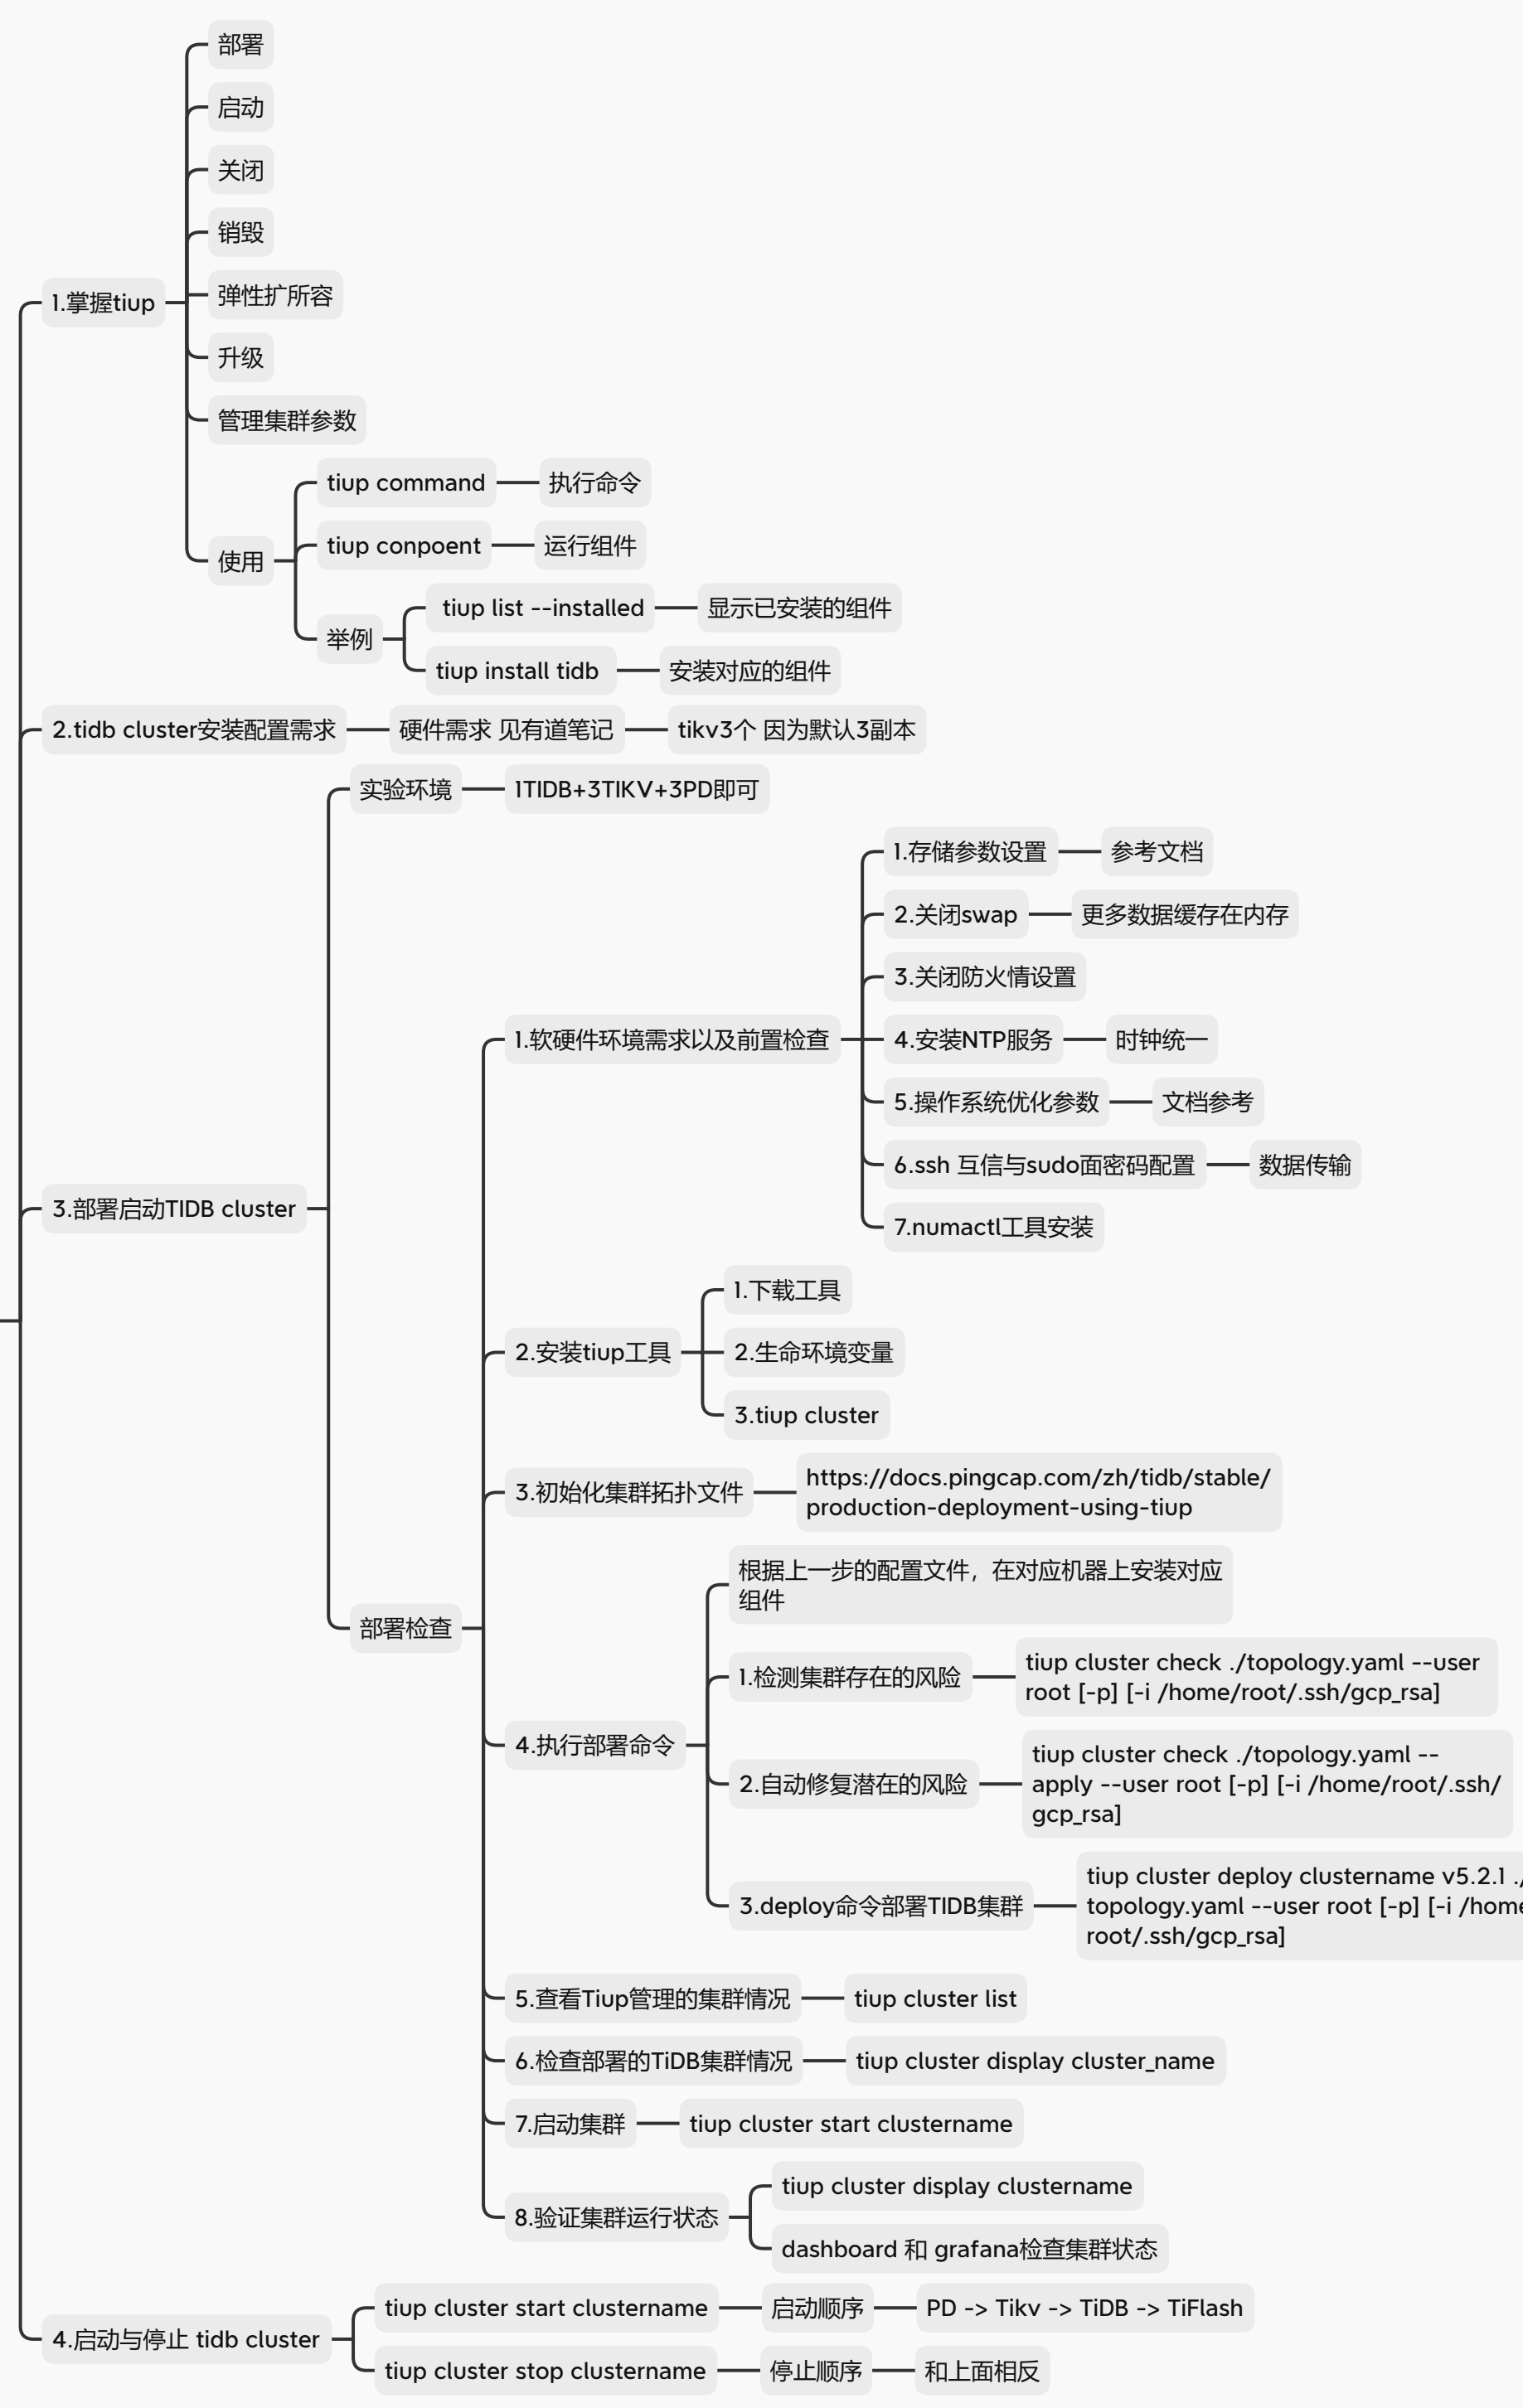 部署
启动
关闭
销毁
弹性扩所容
升级
管理集群参数
1.掌握tiup
使用
tiup command
执行命令
tiup conpoent
运行组件
举例
tiup list --installed
显示已安装的组件
tiup install tidb
安装对应的组件
2.tidb cluster安装配置需求
硬件需求 见有道笔记
tikv3个 因为默认3副本
3.部署启动TIDB cluster
实验环境
1TIDB+3TIKV+3PD即可
部署检查
1.软硬件环境需求以及前置检查
1.存储参数设置
参考文档
2.关闭swap
更多数据缓存在内存
3.关闭防火情设置
4.安装NTP服务
时钟统一
5.操作系统优化参数
文档参考
6.ssh 互信与sudo面密码配置
数据传输
7.numactl工具安装
2.安装tiup工具
1.下载工具
2.生命环境变量
3.tiup cluster
3.初始化集群拓扑文件
https://docs.pingcap.com/zh/tidb/stable/
production-deployment-using-tiup
4.执行部署命令
根据上一步的配置文件，在对应机器上安装对应
组件
1.检测集群存在的风险
tiup cluster check ./topology.yaml --user
root [-p] [-i /home/root/.ssh/gcp_rsa]
2.自动修复潜在的风险
tiup cluster check ./topology.yaml --
apply --user root [-p] [-i /home/root/.ssh/
gcp_rsa]
3.deploy命令部署TIDB集群
tiup cluster deploy clustername v5.2.1 ./
topology.yaml --user root [-p] [-i /home
root/.ssh/gcp_rsa]
5.查看Tiup管理的集群情况
tiup cluster list
6.检查部署的TiDB集群情况
tiup cluster display cluster_name
7.启动集群
tiup cluster start clustername
8.验证集群运行状态
tiup cluster display clustername
dashboard 和 grafana检查集群状态
4.启动与停止 tidb cluster
tiup cluster start clustername
启动顺序
PD -> Tikv -> TiDB -> TiFlash
tiup cluster stop clustername
停止顺序
和上面相反